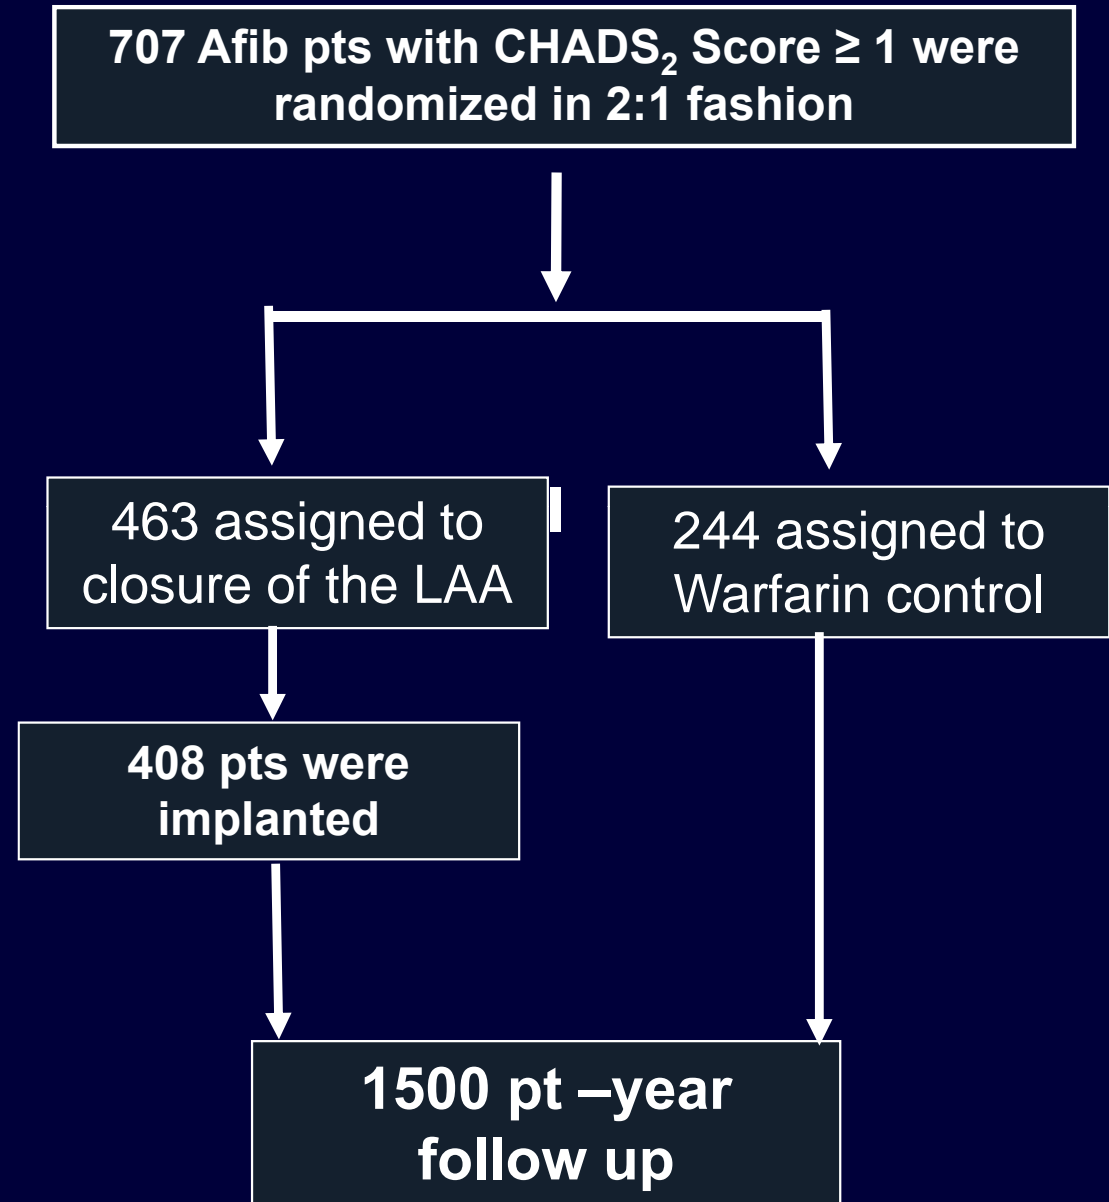 707 Afib pts with CHADS₂ Score ≥ 1 were
randomized in 2:1 fashion
463 assigned to
closure of the LAA
244 assigned to
Warfarin control
408 pts were
implanted
1500 pt –year
follow up